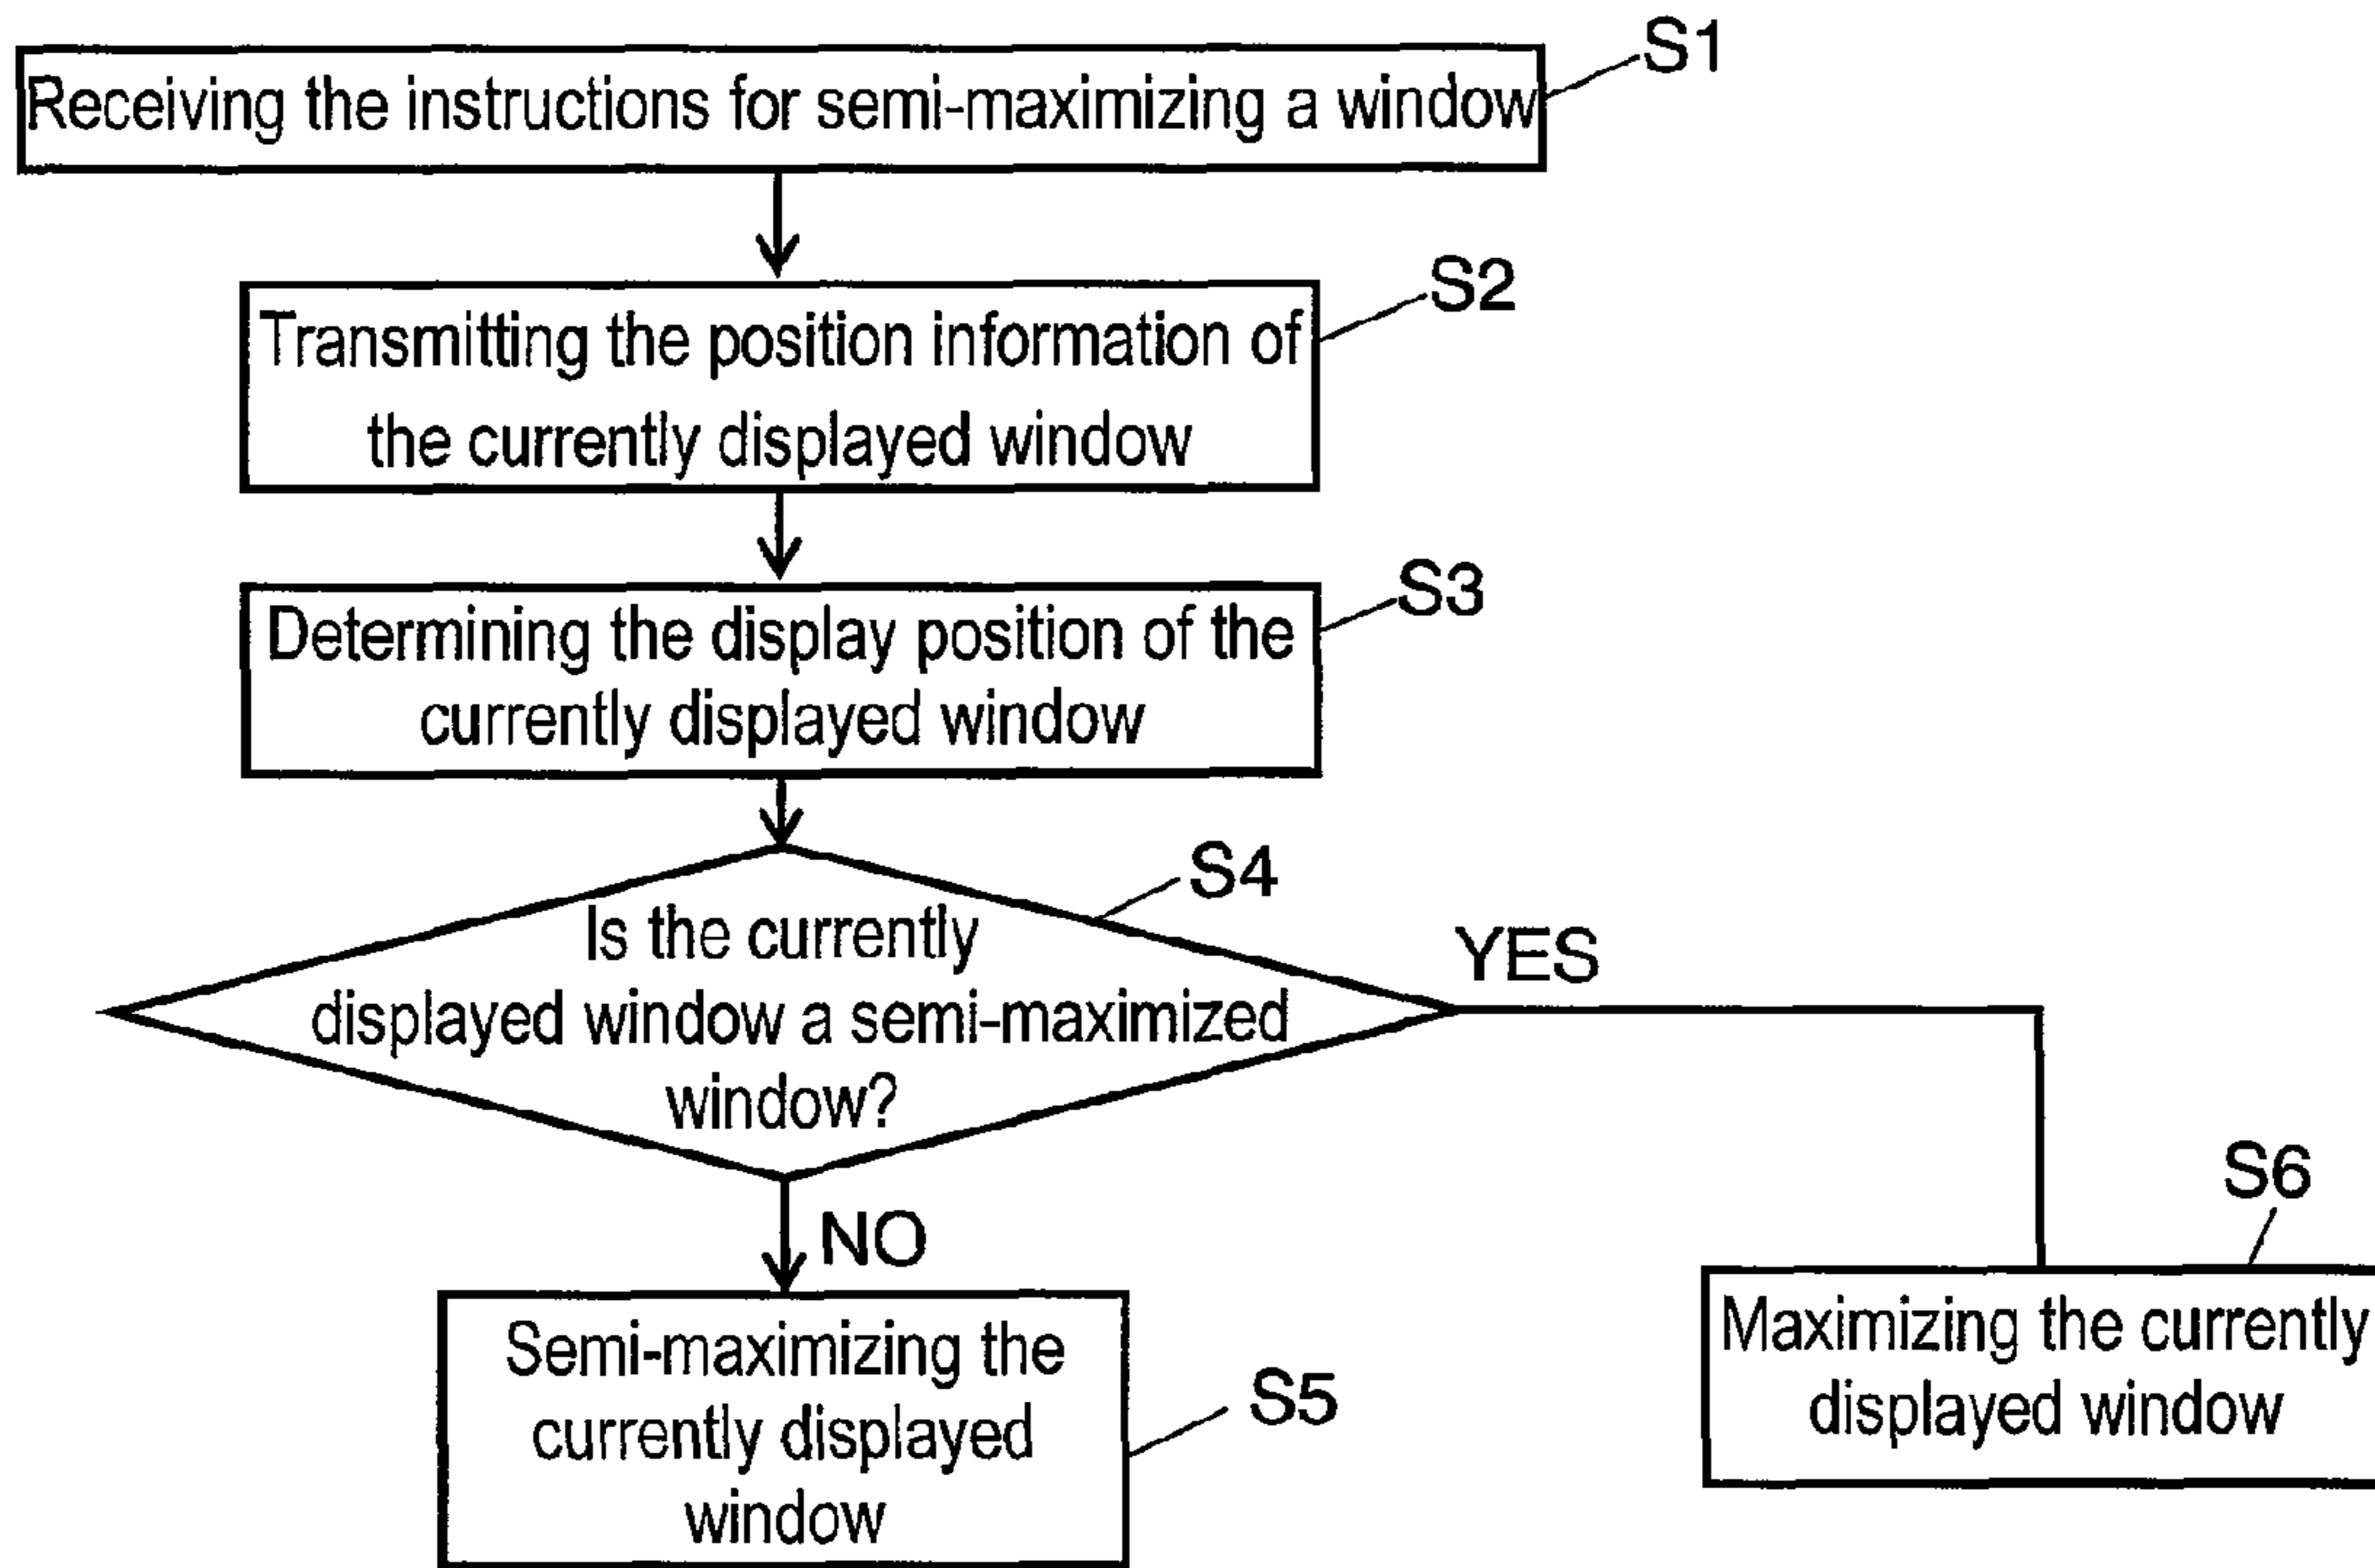 S1
Receiving the instructions for semi-maximizing a window
S2
Transmitting the position information of
the currently displayed window
S3
Determining the display position of the
currently displayed window
S4
Is the currently
displayed window a semi-maximized
window?
YES
NO
S6
Maximizing the currently
displayed window
S5
Semi-maximizing the
currently displayed
window